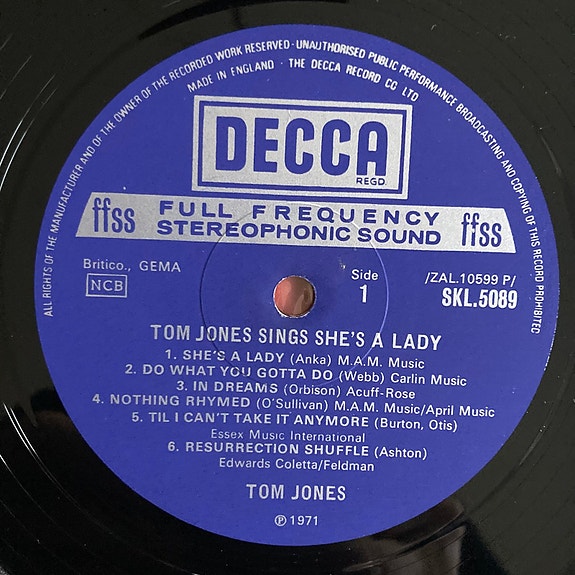 ALL RIGHTS OF THE MANUFACTURER AND OF THE OWNER OF THE RECORDED WORK RESERVED · UNAUTHORISED PUBLIC PERFORMANCE BROADCASTING AND COPYING OF THIS RECORD PROHIBITED
MADE IN ENGLAND · THE DECCA RECORD CO LTD
DECCA
REGD.
ffss FULL FREQUENCY STEREOPHONIC SOUND ffss
Britico., GEMA
NCB
Side
1
/ZAL.10599 P/
SKL.5089
TOM JONES SINGS SHE'S A LADY
1. SHE'S A LADY (Anka) M.A.M. Music
2. DO WHAT YOU GOTTA DO (Webb) Carlin Music
3. IN DREAMS (Orbison) Acuff-Rose
4. NOTHING RHYMED (O'Sullivan) M.A.M. Music/April Music
5. TIL I CAN'T TAKE IT ANYMORE (Burton, Otis)
Essex Music International
6. RESURRECTION SHUFFLE (Ashton)
Edwards Coletta/Feldman
TOM JONES
℗ 1971